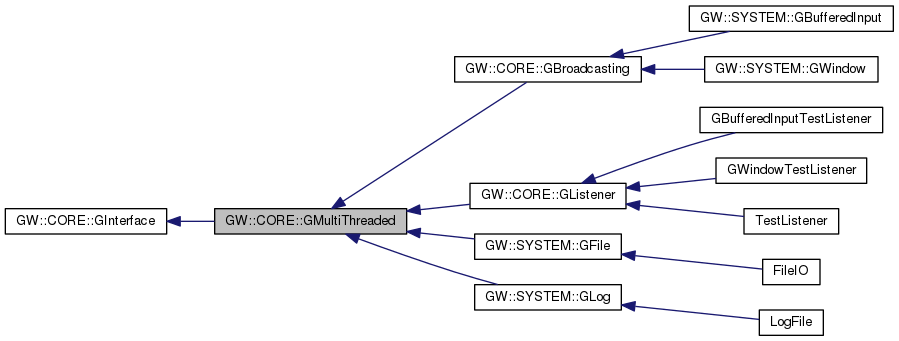 GW::SYSTEM::GBufferedInput
GW::CORE::GBroadcasting
GW::SYSTEM::GWindow
GBufferedInputTestListener
GWindowTestListener
GW::CORE::GListener
GW::CORE::GInterface
GW::CORE::GMultiThreaded
TestListener
GW::SYSTEM::GFile
FileIO
GW::SYSTEM::GLog
LogFile